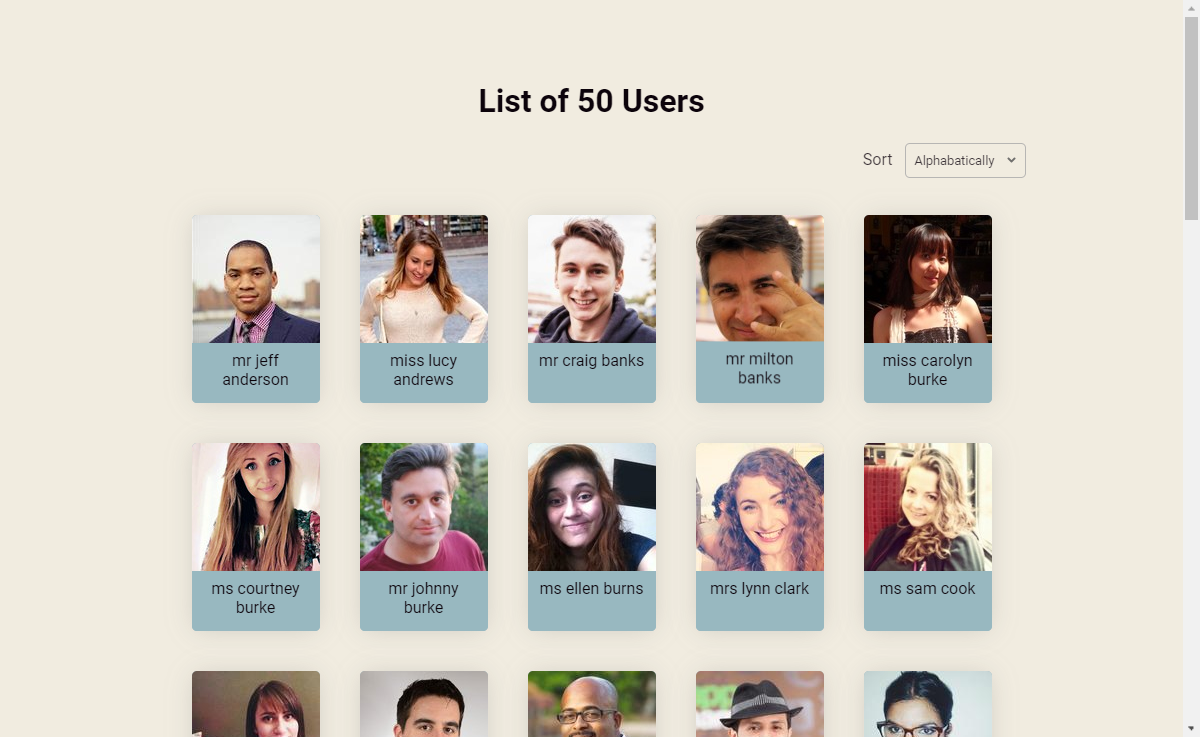 List of 50 Users
Sort
Alphabatically
mr jeff
anderson
miss lucy
andrews
mr craig banks
mr milton
banks
miss carolyn
burke
ms courtney
burke
mr johnny
burke
ms ellen burns
mrs lynn clark
ms sam cook